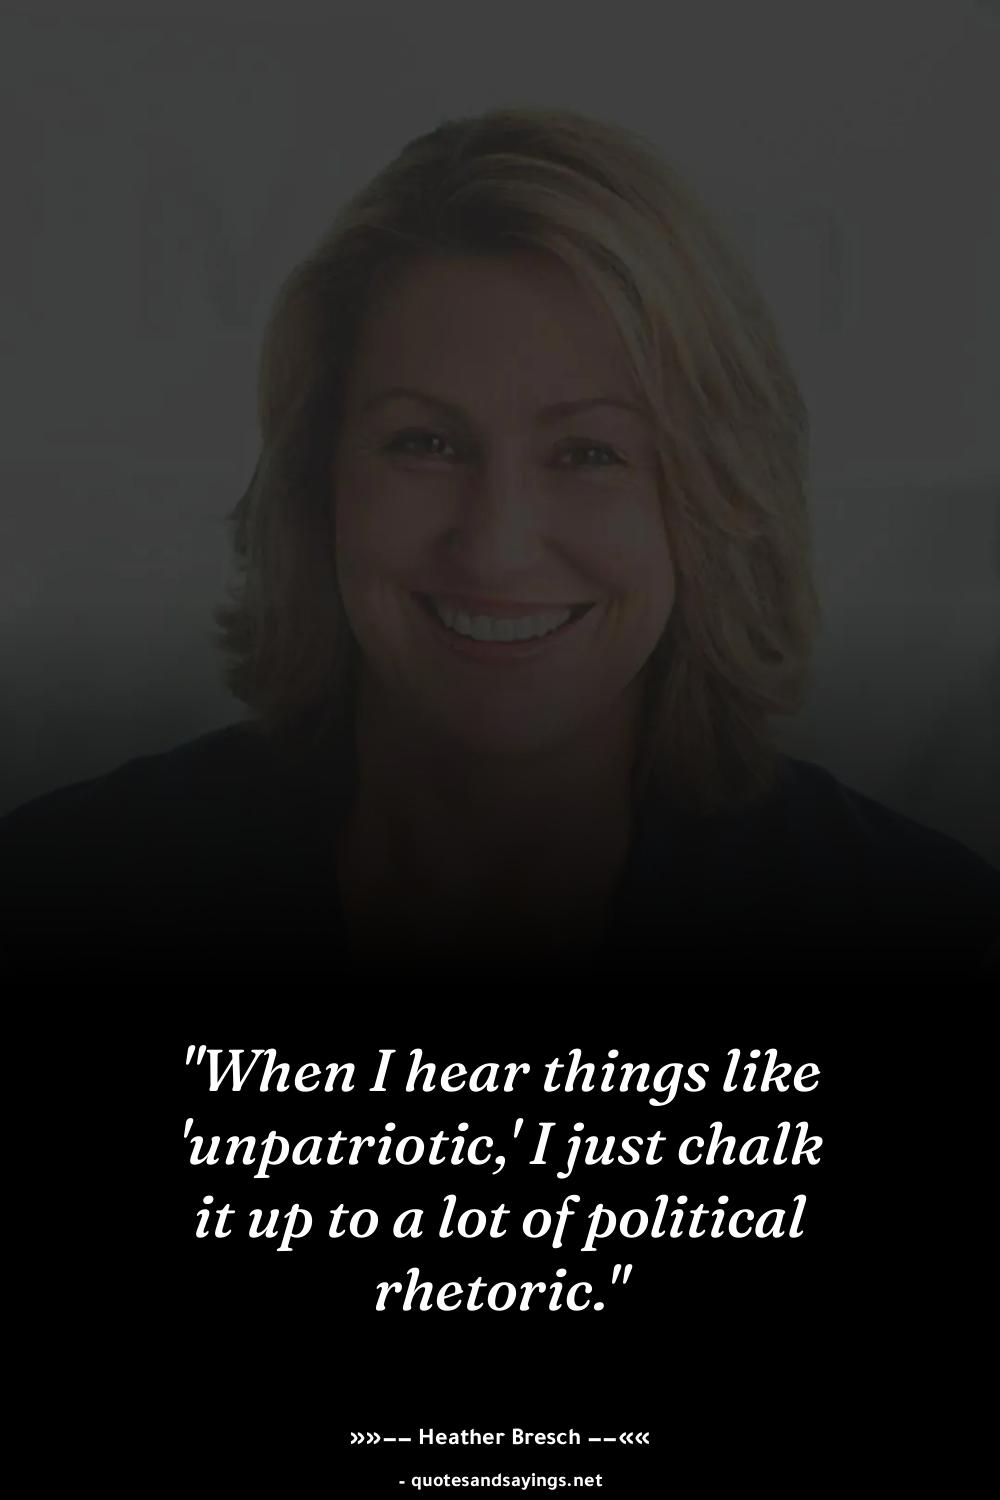 "When I hear things like
'unpatriotic,' I just chalk
it up to a lot of political
rhetoric."
»»–– Heather Bresch ––««
- quotesandsayings.net